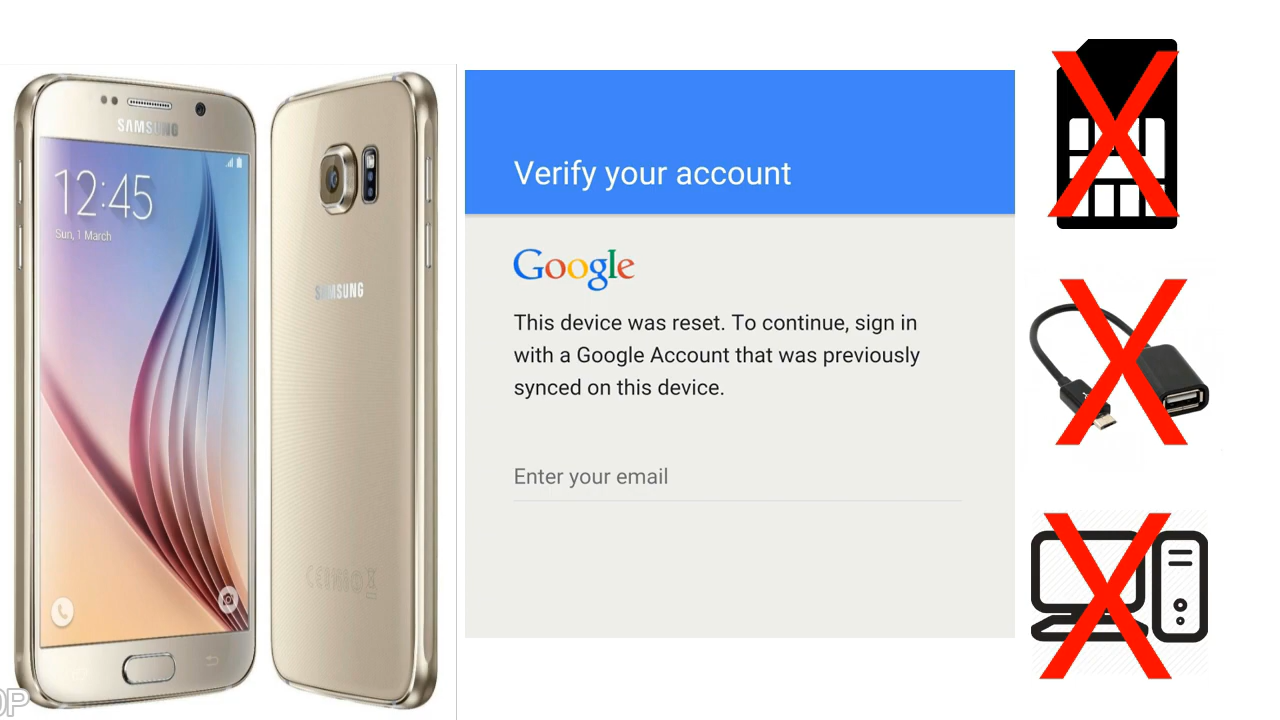 SAMSUNG
12:45
Sun, 1 March
SAMSUNG
Verify your account
Google
This device was reset. To continue, sign in
with a Google Account that was previously
synced on this device.
Enter your email